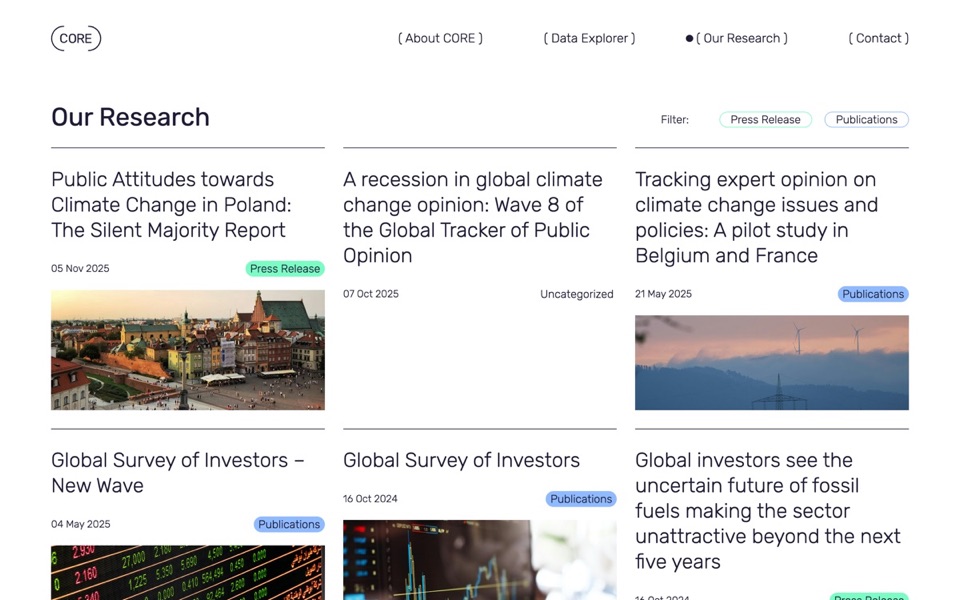 CORE
( About CORE )
( Data Explorer )
( Our Research )
( Contact )
Our Research
Filter:
Press Release
Publications
Public Attitudes towards
Climate Change in Poland:
The Silent Majority Report
05 Nov 2025
Press Release
A recession in global climate
change opinion: Wave 8 of
the Global Tracker of Public
Opinion
07 Oct 2025
Uncategorized
Tracking expert opinion on
climate change issues and
policies: A pilot study in
Belgium and France
21 May 2025
Publications
Global Survey of Investors –
New Wave
04 May 2025
Publications
Global Survey of Investors
16 Oct 2024
Publications
Global investors see the
uncertain future of fossil
fuels making the sector
unattractive beyond the next
five years
16 Oct 2024
Press Release